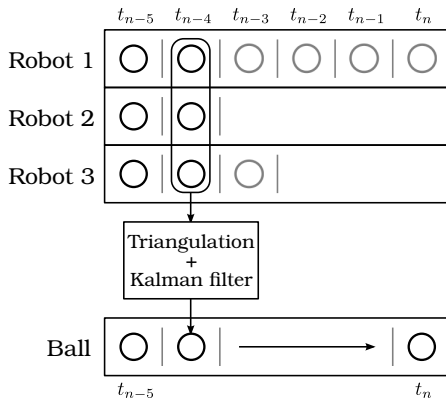 t_{n-5} t_{n-4} t_{n-3} t_{n-2} t_{n-1} t_n
Robot 1
Robot 2
Robot 3
Triangulation
+
Kalman filter
Ball
t_{n-5} t_n